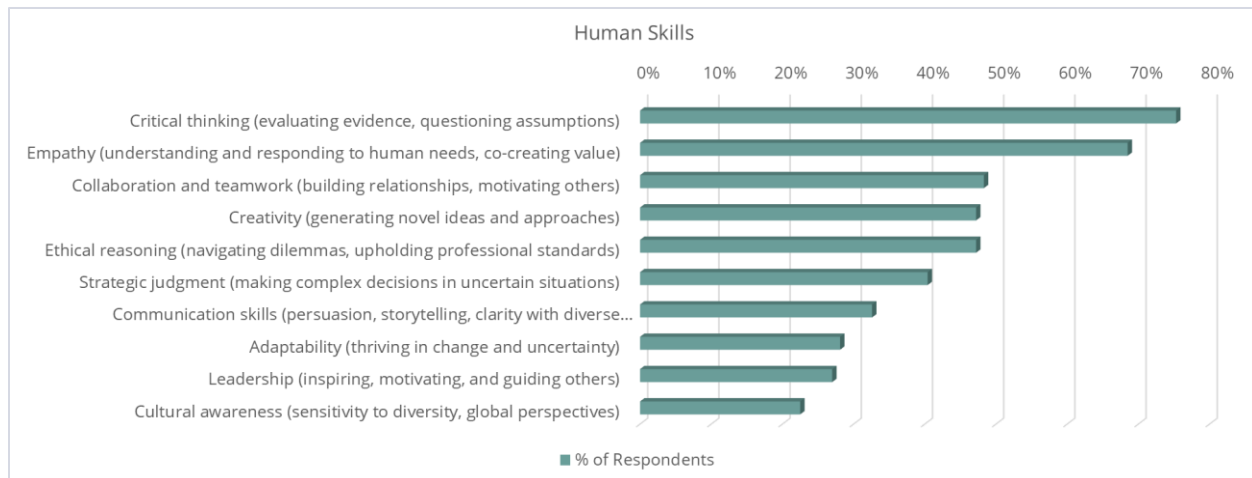 Human Skills
0% 10% 20% 30% 40% 50% 60% 70% 80%
Critical thinking (evaluating evidence, questioning assumptions)
Empathy (understanding and responding to human needs, co-creating value)
Collaboration and teamwork (building relationships, motivating others)
Creativity (generating novel ideas and approaches)
Ethical reasoning (navigating dilemmas, upholding professional standards)
Strategic judgment (making complex decisions in uncertain situations)
Communication skills (persuasion, storytelling, clarity with diverse...
Adaptability (thriving in change and uncertainty)
Leadership (inspiring, motivating, and guiding others)
Cultural awareness (sensitivity to diversity, global perspectives)
% of Respondents